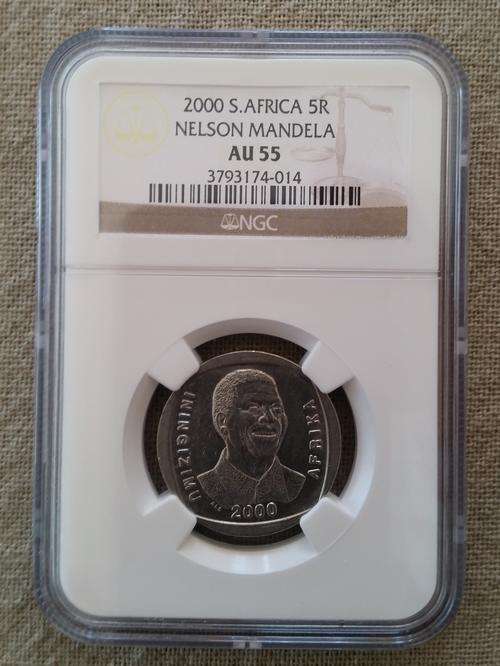 2000 S.AFRICA 5R
NELSON MANDELA
AU 55
3793174-014
NGC
ININGIZIMU
AFRIKA
2000